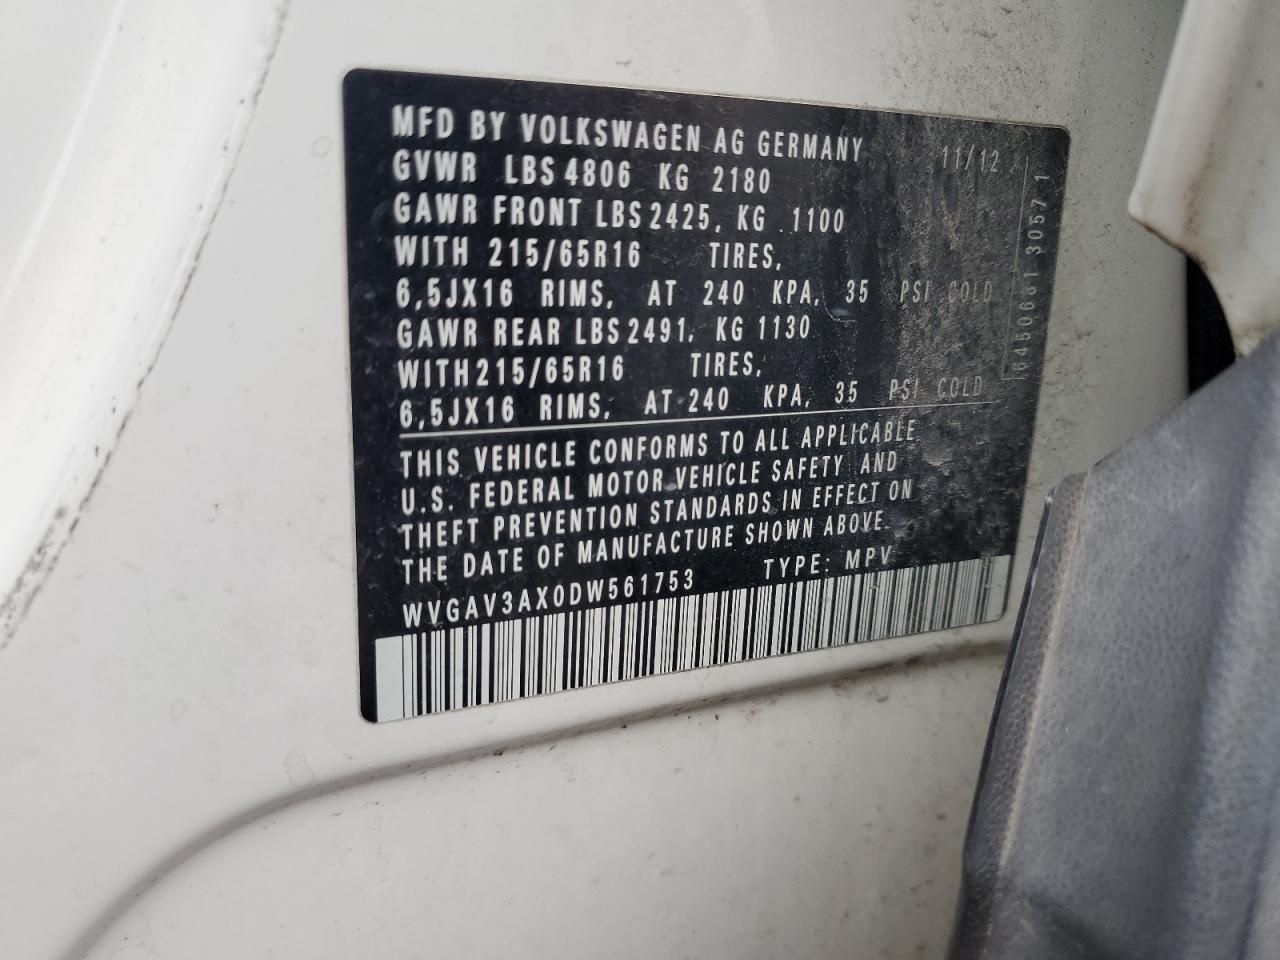 MFD BY VOLKSWAGEN AG GERMANY 11/12
GVWR LBS 4806 KG 2180
GAWR FRONT LBS 2425, KG 1100
WITH 215/65R16 TIRES,
6,5JX16 RIMS, AT 240 KPA, 35 PSI COLD
GAWR REAR LBS 2491, KG 1130
WITH 215/65R16 TIRES,
6,5JX16 RIMS, AT 240 KPA, 35 PSI COLD
THIS VEHICLE CONFORMS TO ALL APPLICABLE
U.S. FEDERAL MOTOR VEHICLE SAFETY AND
THEFT PREVENTION STANDARDS IN EFFECT ON
THE DATE OF MANUFACTURE SHOWN ABOVE.
WVGAV3AX0DW561753 TYPE: MPV